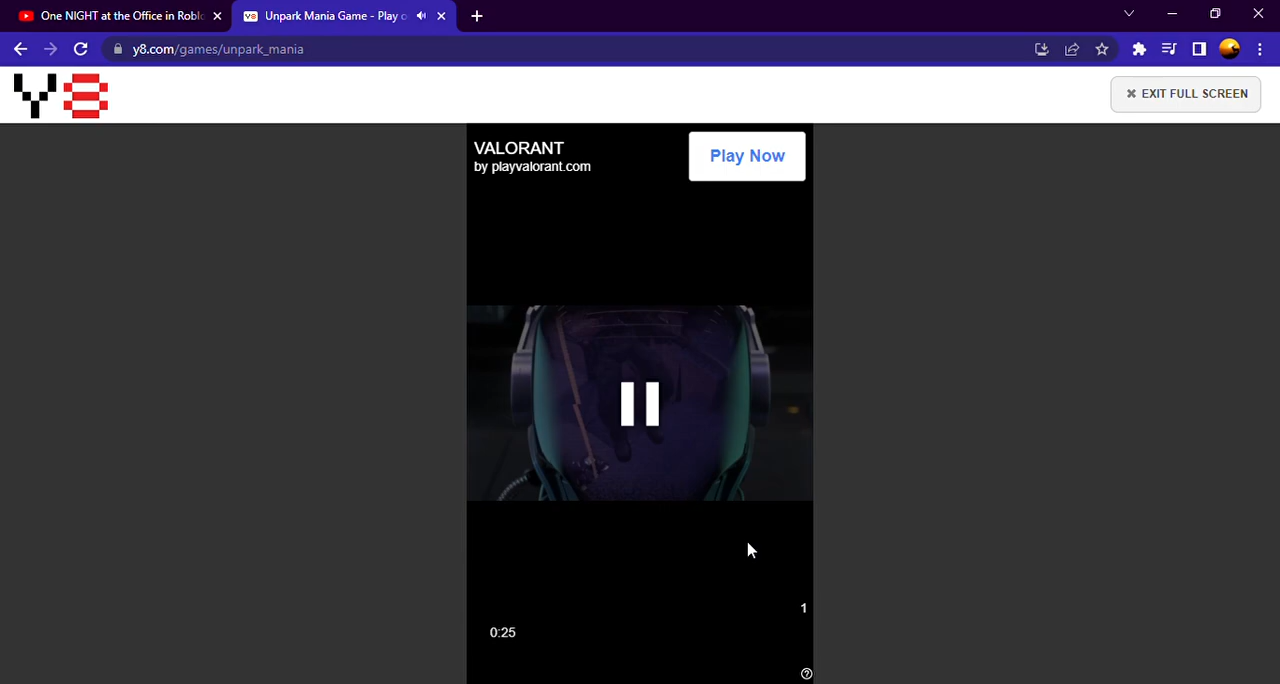 One NIGHT at the Office in Roblo
Unpark Mania Game - Play o
y8.com/games/unpark_mania
Y8
EXIT FULL SCREEN
VALORANT
by playvalorant.com
Play Now
1
0:25